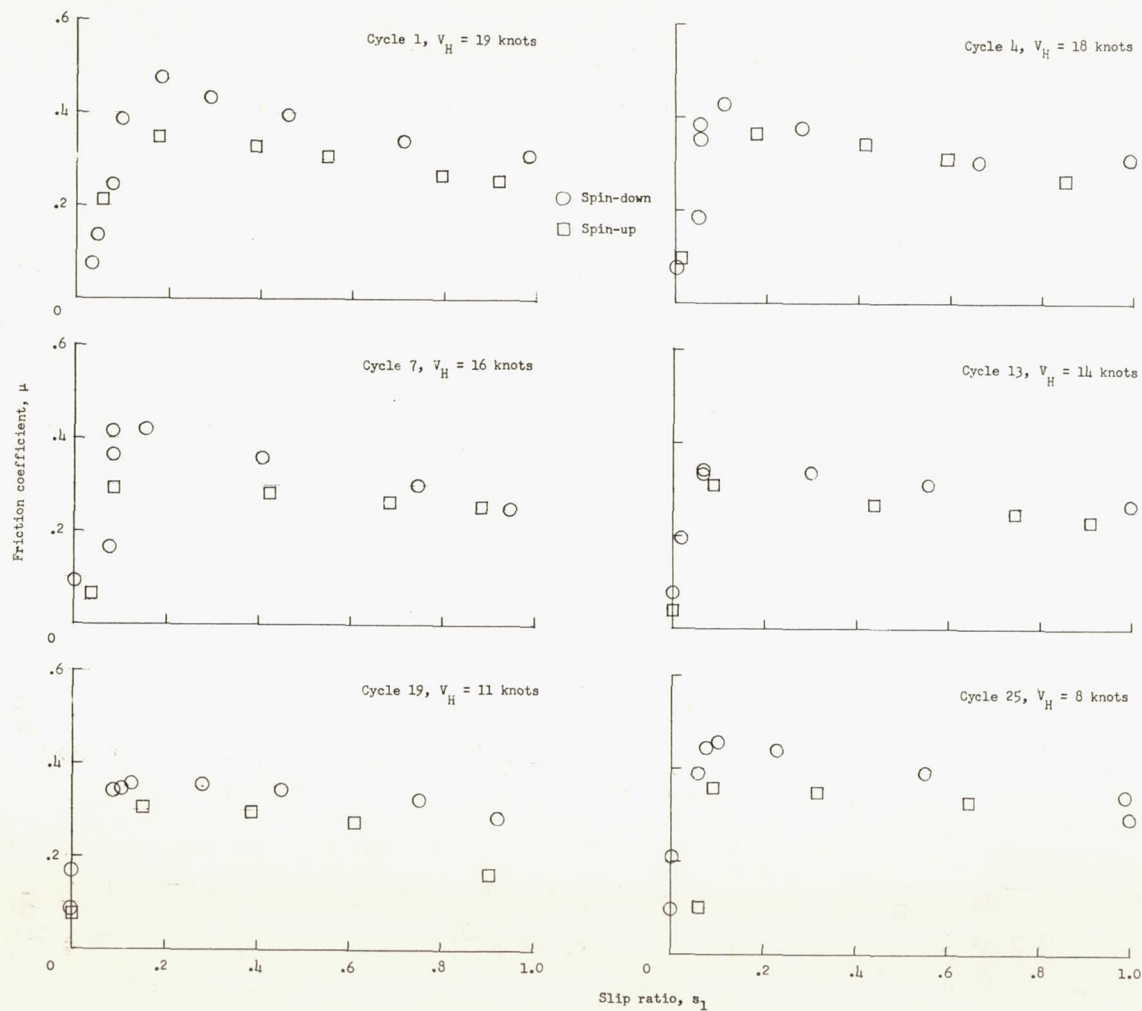 .6
Cycle 1, V_H = 19 knots
.4
.2
0
○ Spin-down
□ Spin-up
Cycle 4, V_H = 18 knots
.6
Cycle 7, V_H = 16 knots
.4
.2
0
Cycle 13, V_H = 14 knots
Friction coefficient, μ
.6
Cycle 19, V_H = 11 knots
.4
.2
0 .2 .4 .6 .8 1.0
Cycle 25, V_H = 8 knots
0 .2 .4 .6 .8 1.0
Slip ratio, s₁